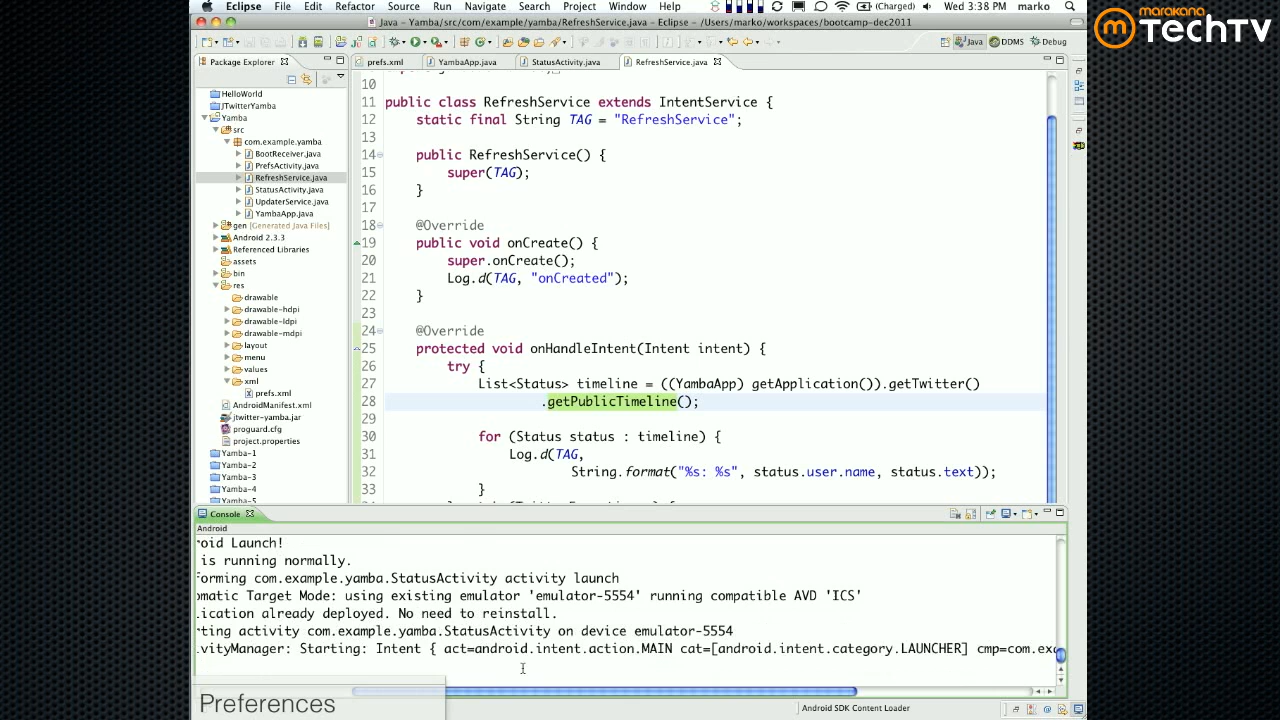 Eclipse File Edit Refactor Source Run Navigate Search Project Window Help (Charged) Wed 3:38 PM marko
Java - Yamba/src/com/example/yamba/RefreshService.java - Eclipse - /Users/marko/workspaces/bootcamp-dec2011
marakana
TechTV
Java DDMS Debug
Package Explorer
prefs.xml YambaApp.java StatusActivity.java RefreshService.java
HelloWorld
JTwitterYamba
Yamba
src
com.example.yamba
BootReceiver.java
PrefsActivity.java
RefreshService.java
StatusActivity.java
UpdaterService.java
YambaApp.java
gen [Generated Java Files]
Android 2.3.3
Referenced Libraries
assets
bin
res
drawable
drawable-hdpi
drawable-ldpi
drawable-mdpi
layout
menu
values
xml
prefs.xml
AndroidManifest.xml
jtwitter-yamba.jar
proguard.cfg
project.properties
Yamba-1
Yamba-2
Yamba-3
Yamba-4
Yamba-5
10
11 public class RefreshService extends IntentService {
12 static final String TAG = "RefreshService";
13
14 public RefreshService() {
15 super(TAG);
16 }
17
18 @Override
19 public void onCreate() {
20 super.onCreate();
21 Log.d(TAG, "onCreated");
22 }
23
24 @Override
25 protected void onHandleIntent(Intent intent) {
26 try {
27 List<Status> timeline = ((YambaApp) getApplication()).getTwitter()
28 .getPublicTimeline();
29
30 for (Status status : timeline) {
31 Log.d(TAG,
32 String.format("%s: %s", status.user.name, status.text));
33 }
Console
Android
roid Launch!
is running normally.
forming com.example.yamba.StatusActivity activity launch
omatic Target Mode: using existing emulator 'emulator-5554' running compatible AVD 'ICS'
lication already deployed. No need to reinstall.
rting activity com.example.yamba.StatusActivity on device emulator-5554
ivityManager: Starting: Intent { act=android.intent.action.MAIN cat=[android.intent.category.LAUNCHER] cmp=com.exa
Preferences
Android SDK Content Loader